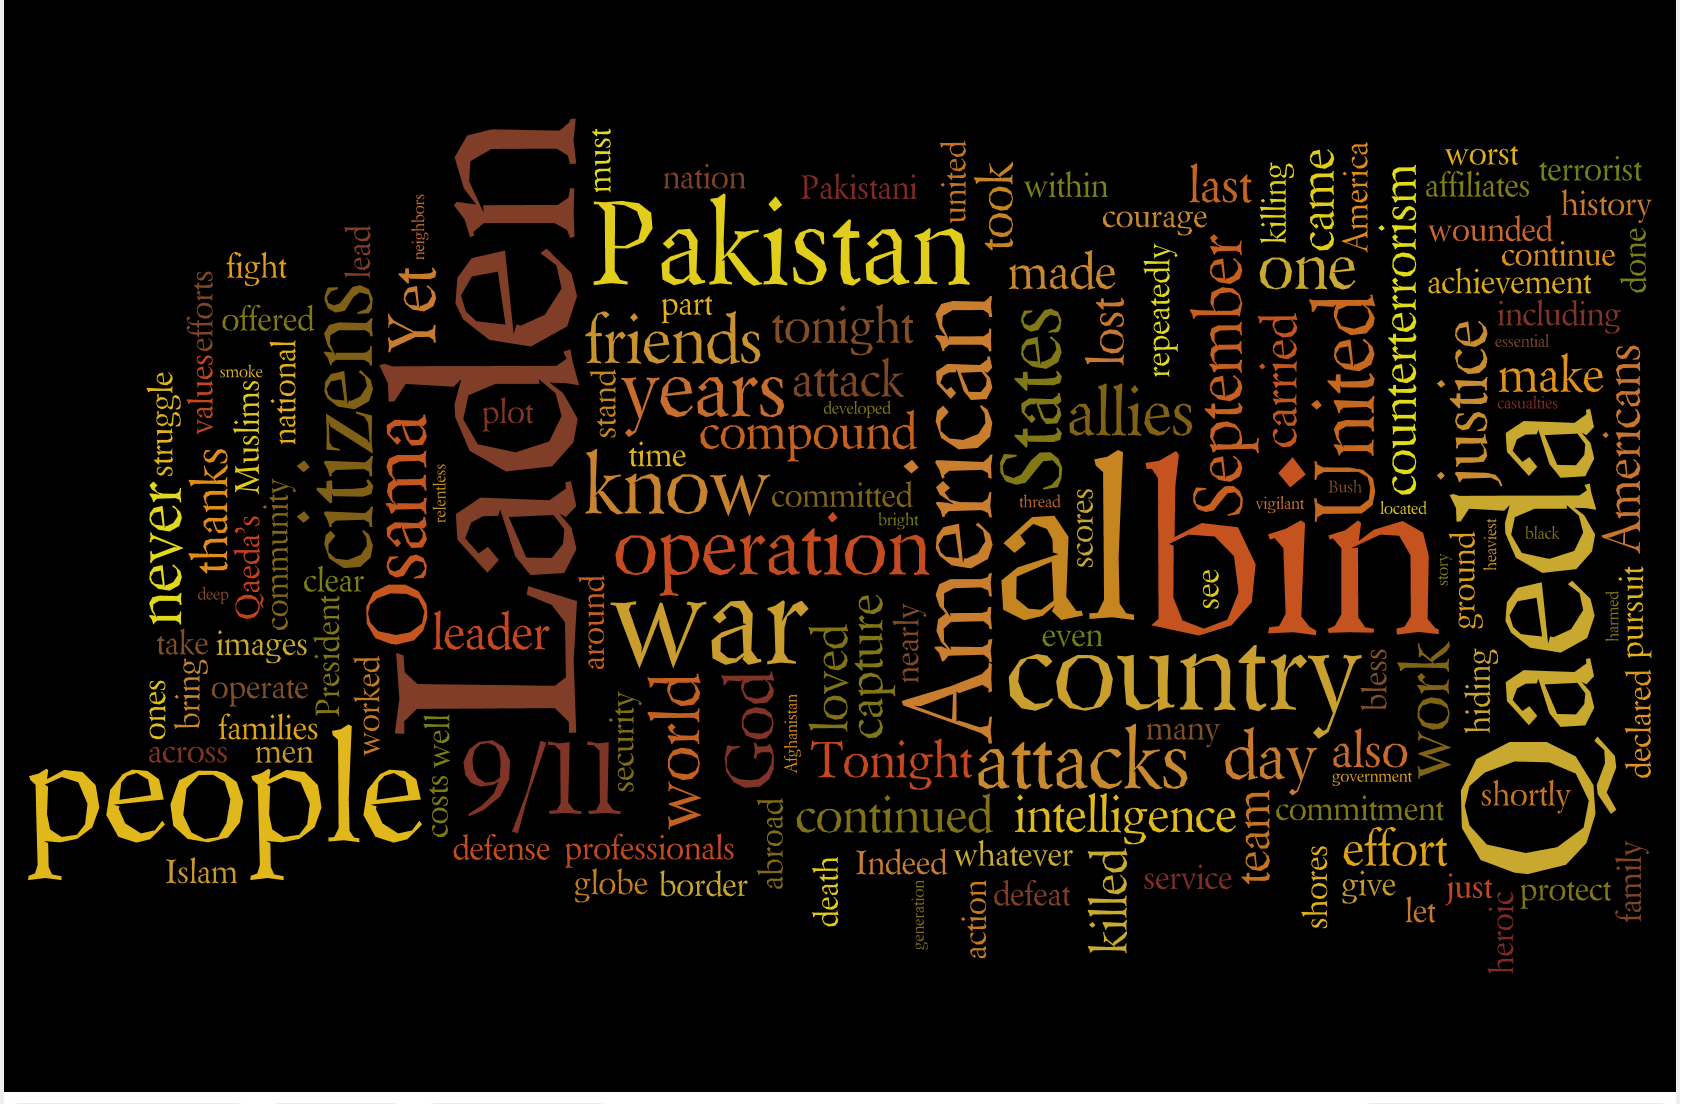 must
nation
Pakistani
united
took
within
last
killing
came
America
worst
affiliates
terrorist
history
courage
wounded
continue
done
achievement
neighbors
Laden
Pakistan
made
repeatedly
September
one
counterterrorism
lead
fight
efforts
values
offered
citizens
Yet
part
friends
tonight
American
States
lost
carried
United
justice
including
essential
make
casualties
Americans
smoke
national
Muslims
struggle
plot
stand
years
attack
developed
allies
compound
time
know
committed
bright
thread
scores
al
bin
vigilant
Bush
located
Qaeda
black
heaviest
never
thanks
Qaeda's
community
Osama
relentless
operation
see
story
ground
harmed
pursuit
deep
clear
leader
around
war
loved
capture
nearly
even
country
bless
work
hiding
declared
take
images
President
ones
bring
operate
worked
families
across
men
people
costs
well
9/11
security
world
God
Afghanistan
Tonight
attacks
many
day
also
government
shortly
continued
intelligence
team
commitment
Islam
defense
professionals
globe
border
abroad
death
Indeed
whatever
generation
action
defeat
killed
service
shores
effort
give
let
just
heroic
protect
family